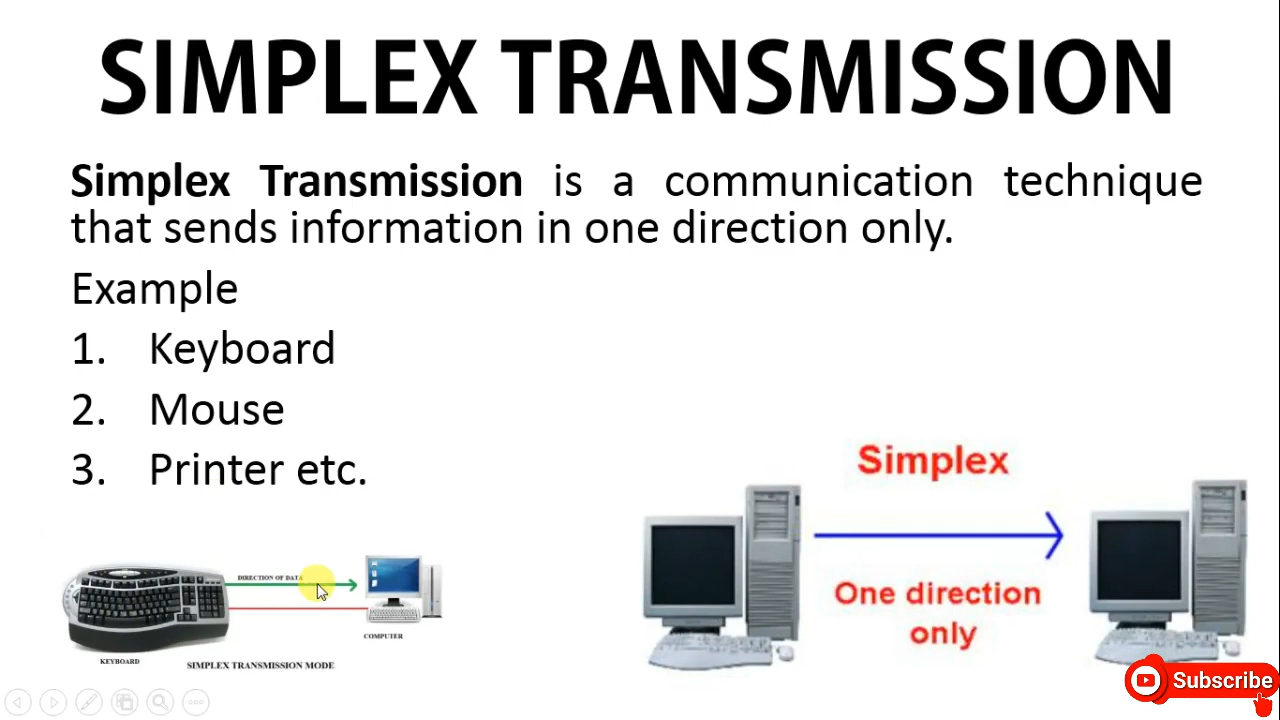 SIMPLEX TRANSMISSION
Simplex Transmission is a communication technique
that sends information in one direction only.
Example
1. Keyboard
2. Mouse
3. Printer etc.
DIRECTION OF DATA
COMPUTER
KEYBOARD
SIMPLEX TRANSMISSION MODE
Simplex
One direction
only
Subscribe